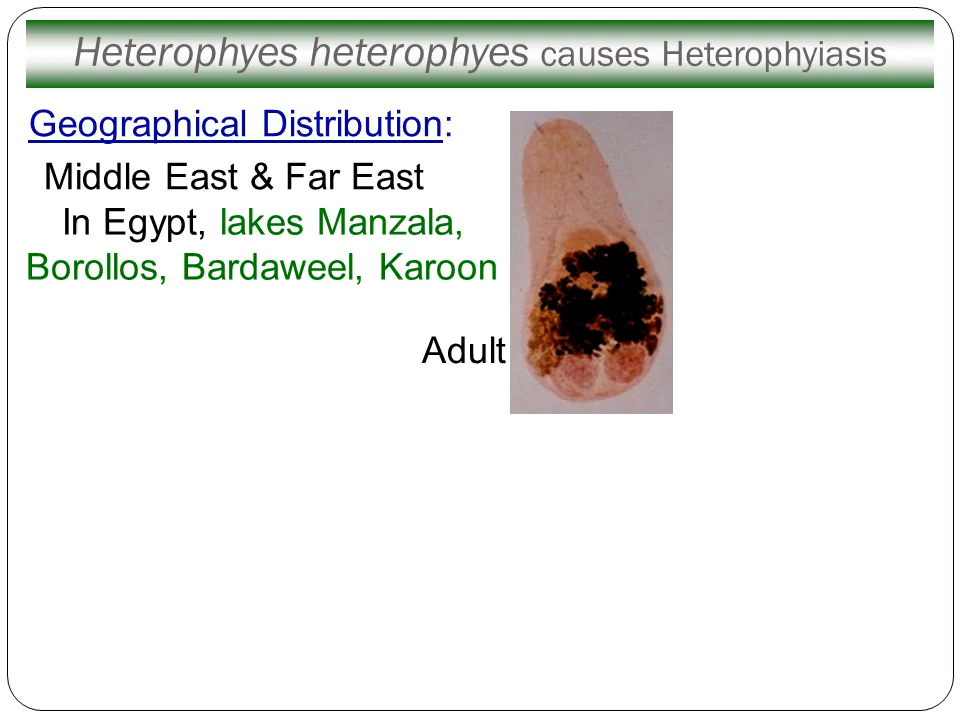 Heterophyes heterophyes causes Heterophyiasis
Geographical Distribution:
Middle East & Far East
In Egypt, lakes Manzala,
Borollos, Bardaweel, Karoon
Adult